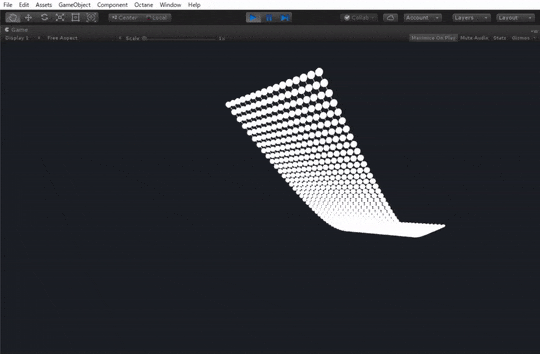 File Edit Assets GameObject Component Octane Window Help
Center Local Collab Account Layers Layout
Game
Display 1 Free Aspect Scale 1x Maximize On Play Mute Audio Stats Gizmos